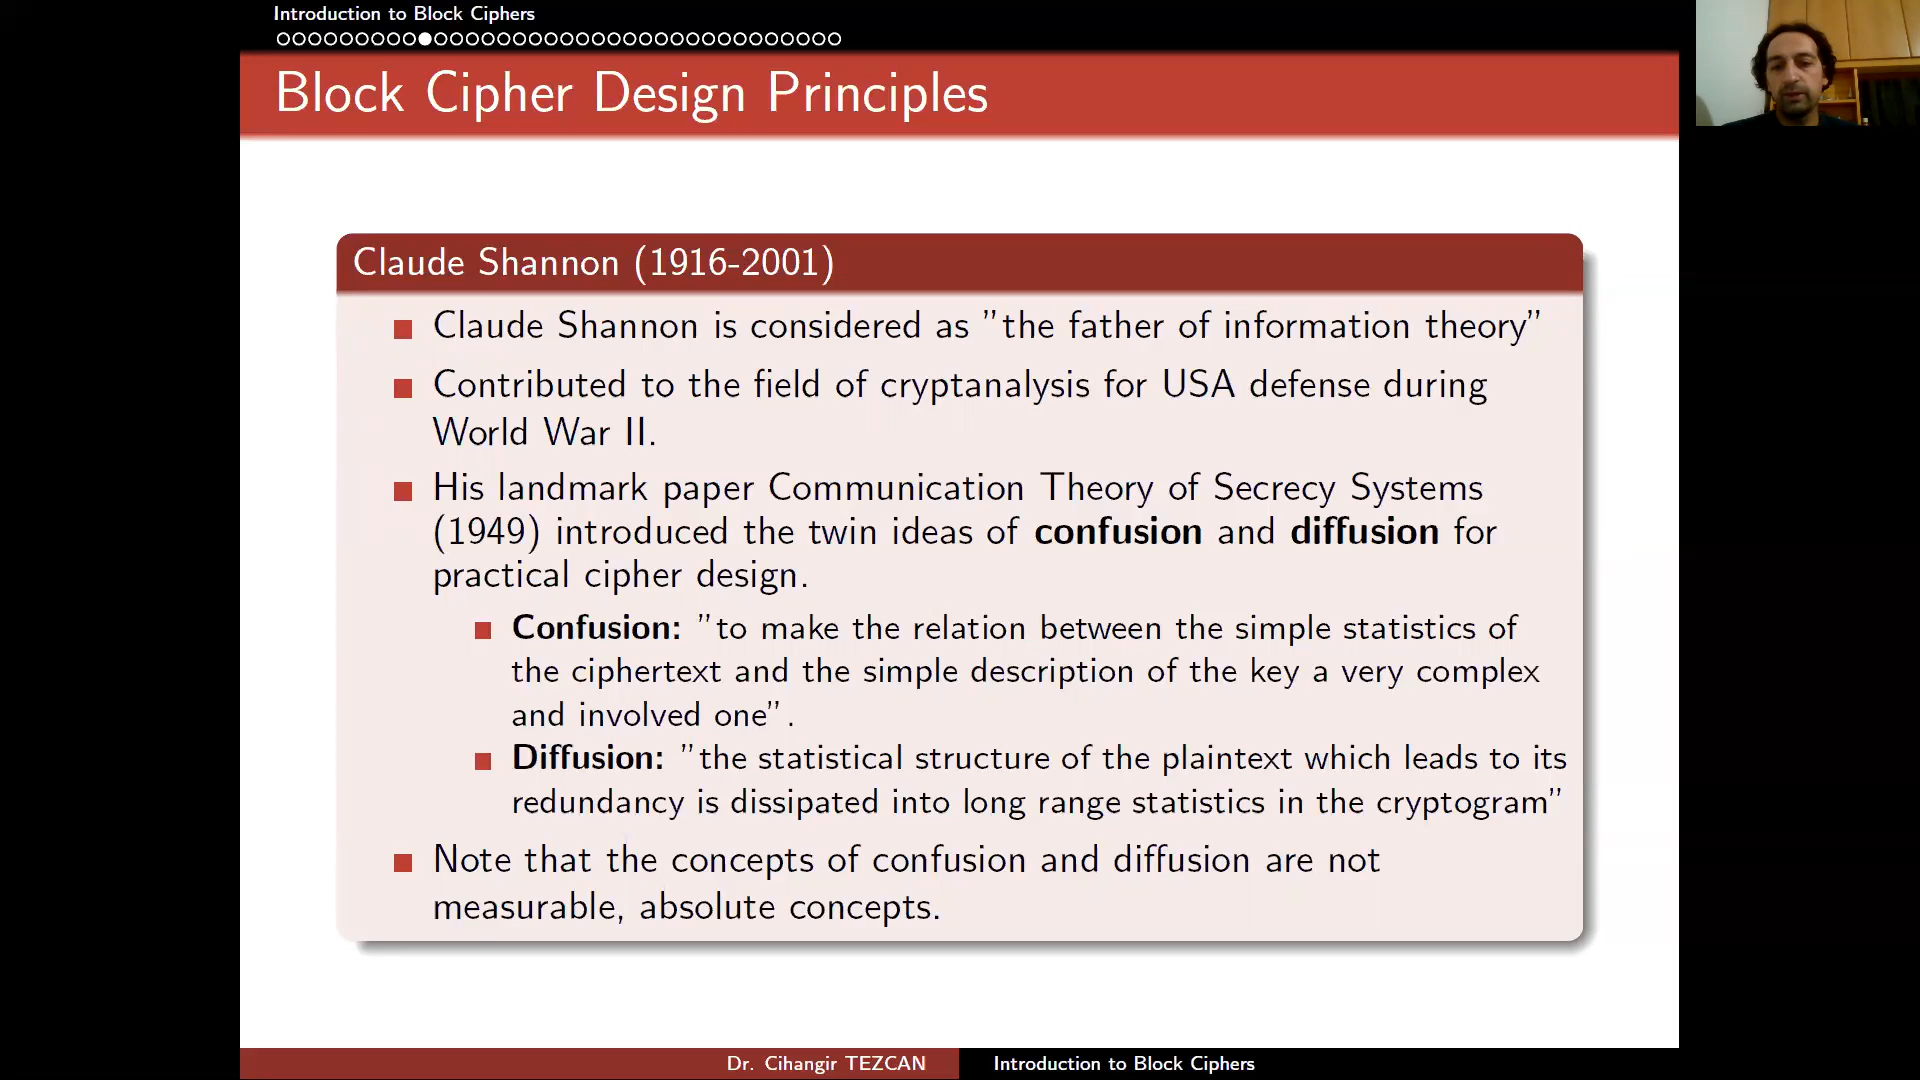 Introduction to Block Ciphers
Block Cipher Design Principles
Claude Shannon (1916-2001)
Claude Shannon is considered as ”the father of information theory”
Contributed to the field of cryptanalysis for USA defense during
World War II.
His landmark paper Communication Theory of Secrecy Systems
(1949) introduced the twin ideas of confusion and diffusion for
practical cipher design.
Confusion: ”to make the relation between the simple statistics of
the ciphertext and the simple description of the key a very complex
and involved one”.
Diffusion: ”the statistical structure of the plaintext which leads to its
redundancy is dissipated into long range statistics in the cryptogram”
Note that the concepts of confusion and diffusion are not
measurable, absolute concepts.
Dr. Cihangir TEZCAN
Introduction to Block Ciphers